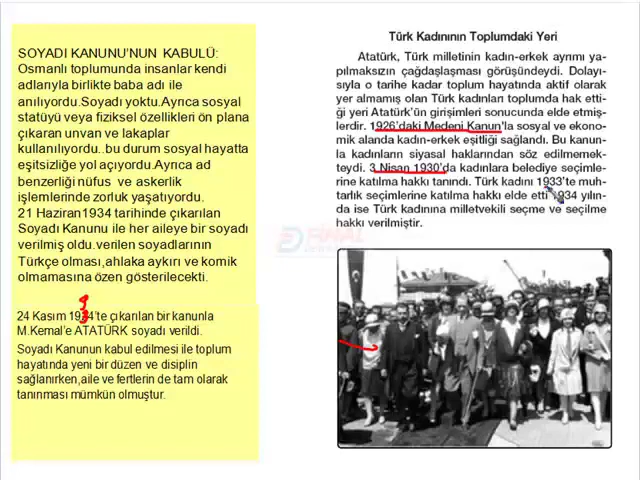 SOYADI KANUNU'NUN KABULÜ:
Osmanlı toplumunda insanlar kendi
adlarıyla birlikte baba adı ile
anılıyordu.Soyadı yoktu.Ayrıca sosyal
statüyü veya fiziksel özellikleri ön plana
çıkaran unvan ve lakaplar
kullanılıyordu..bu durum sosyal hayatta
eşitsizliğe yol açıyordu.Ayrıca ad
benzerliği nüfus ve askerlik
işlemlerinde zorluk yaşatıyordu.
21 Haziran1934 tarihinde çıkarılan
Soyadı Kanunu ile her aileye bir soyadı
verilmiş oldu.verilen soyadlarının
Türkçe olması,ahlaka aykırı ve komik
olmamasına özen gösterilecekti.
24 Kasım 1934'te çıkarılan bir kanunla
M.Kemal'e ATATÜRK soyadı verildi.
Soyadı Kanunun kabul edilmesi ile toplum
hayatında yeni bir düzen ve disiplin
sağlanırken,aile ve fertlerin de tam olarak
tanınması mümkün olmuştur.
Türk Kadınının Toplumdaki Yeri
Atatürk, Türk milletinin kadın-erkek ayrımı ya-
pılmaksızın çağdaşlaşması görüşündeydi. Dolayı-
sıyla o tarihe kadar toplum hayatında aktif olarak
yer almamış olan Türk kadınları toplumda hak etti-
ği yeri Atatürk'ün girişimleri sonucunda elde etmiş-
lerdir. 1926'daki Medeni Kanun'la sosyal ve ekono-
mik alanda kadın-erkek eşitliği sağlandı. Bu kanun-
la kadınların siyasal haklarından söz edilmemek-
teydi. 3 Nisan 1930'da kadınlara belediye seçimle-
rine katılma hakkı tanındı. Türk kadını 1933'te muh-
tarlık seçimlerine katılma hakkı elde etti 1934 yılın-
da ise Türk kadınına milletvekili seçme ve seçilme
hakkı verilmiştir.